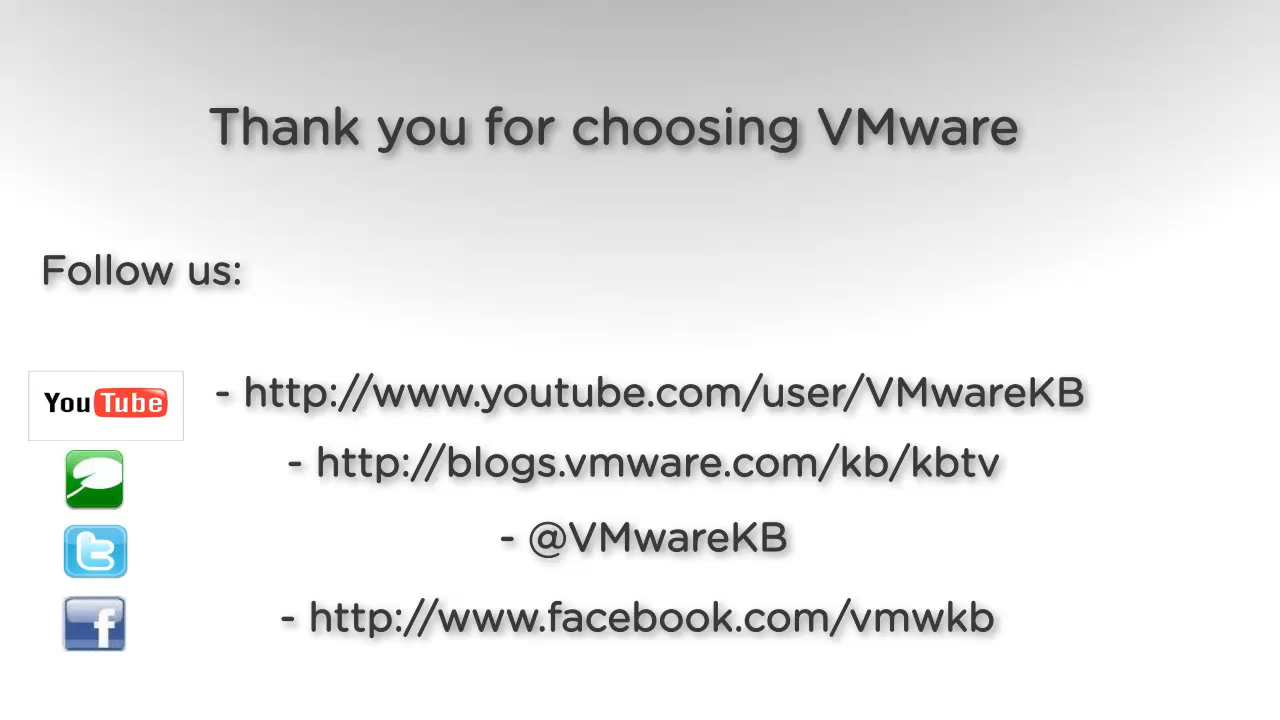 Thank you for choosing VMware
Follow us:
YouTube - http://www.youtube.com/user/VMwareKB
- http://blogs.vmware.com/kb/kbtv
- @VMwareKB
- http://www.facebook.com/vmwkb